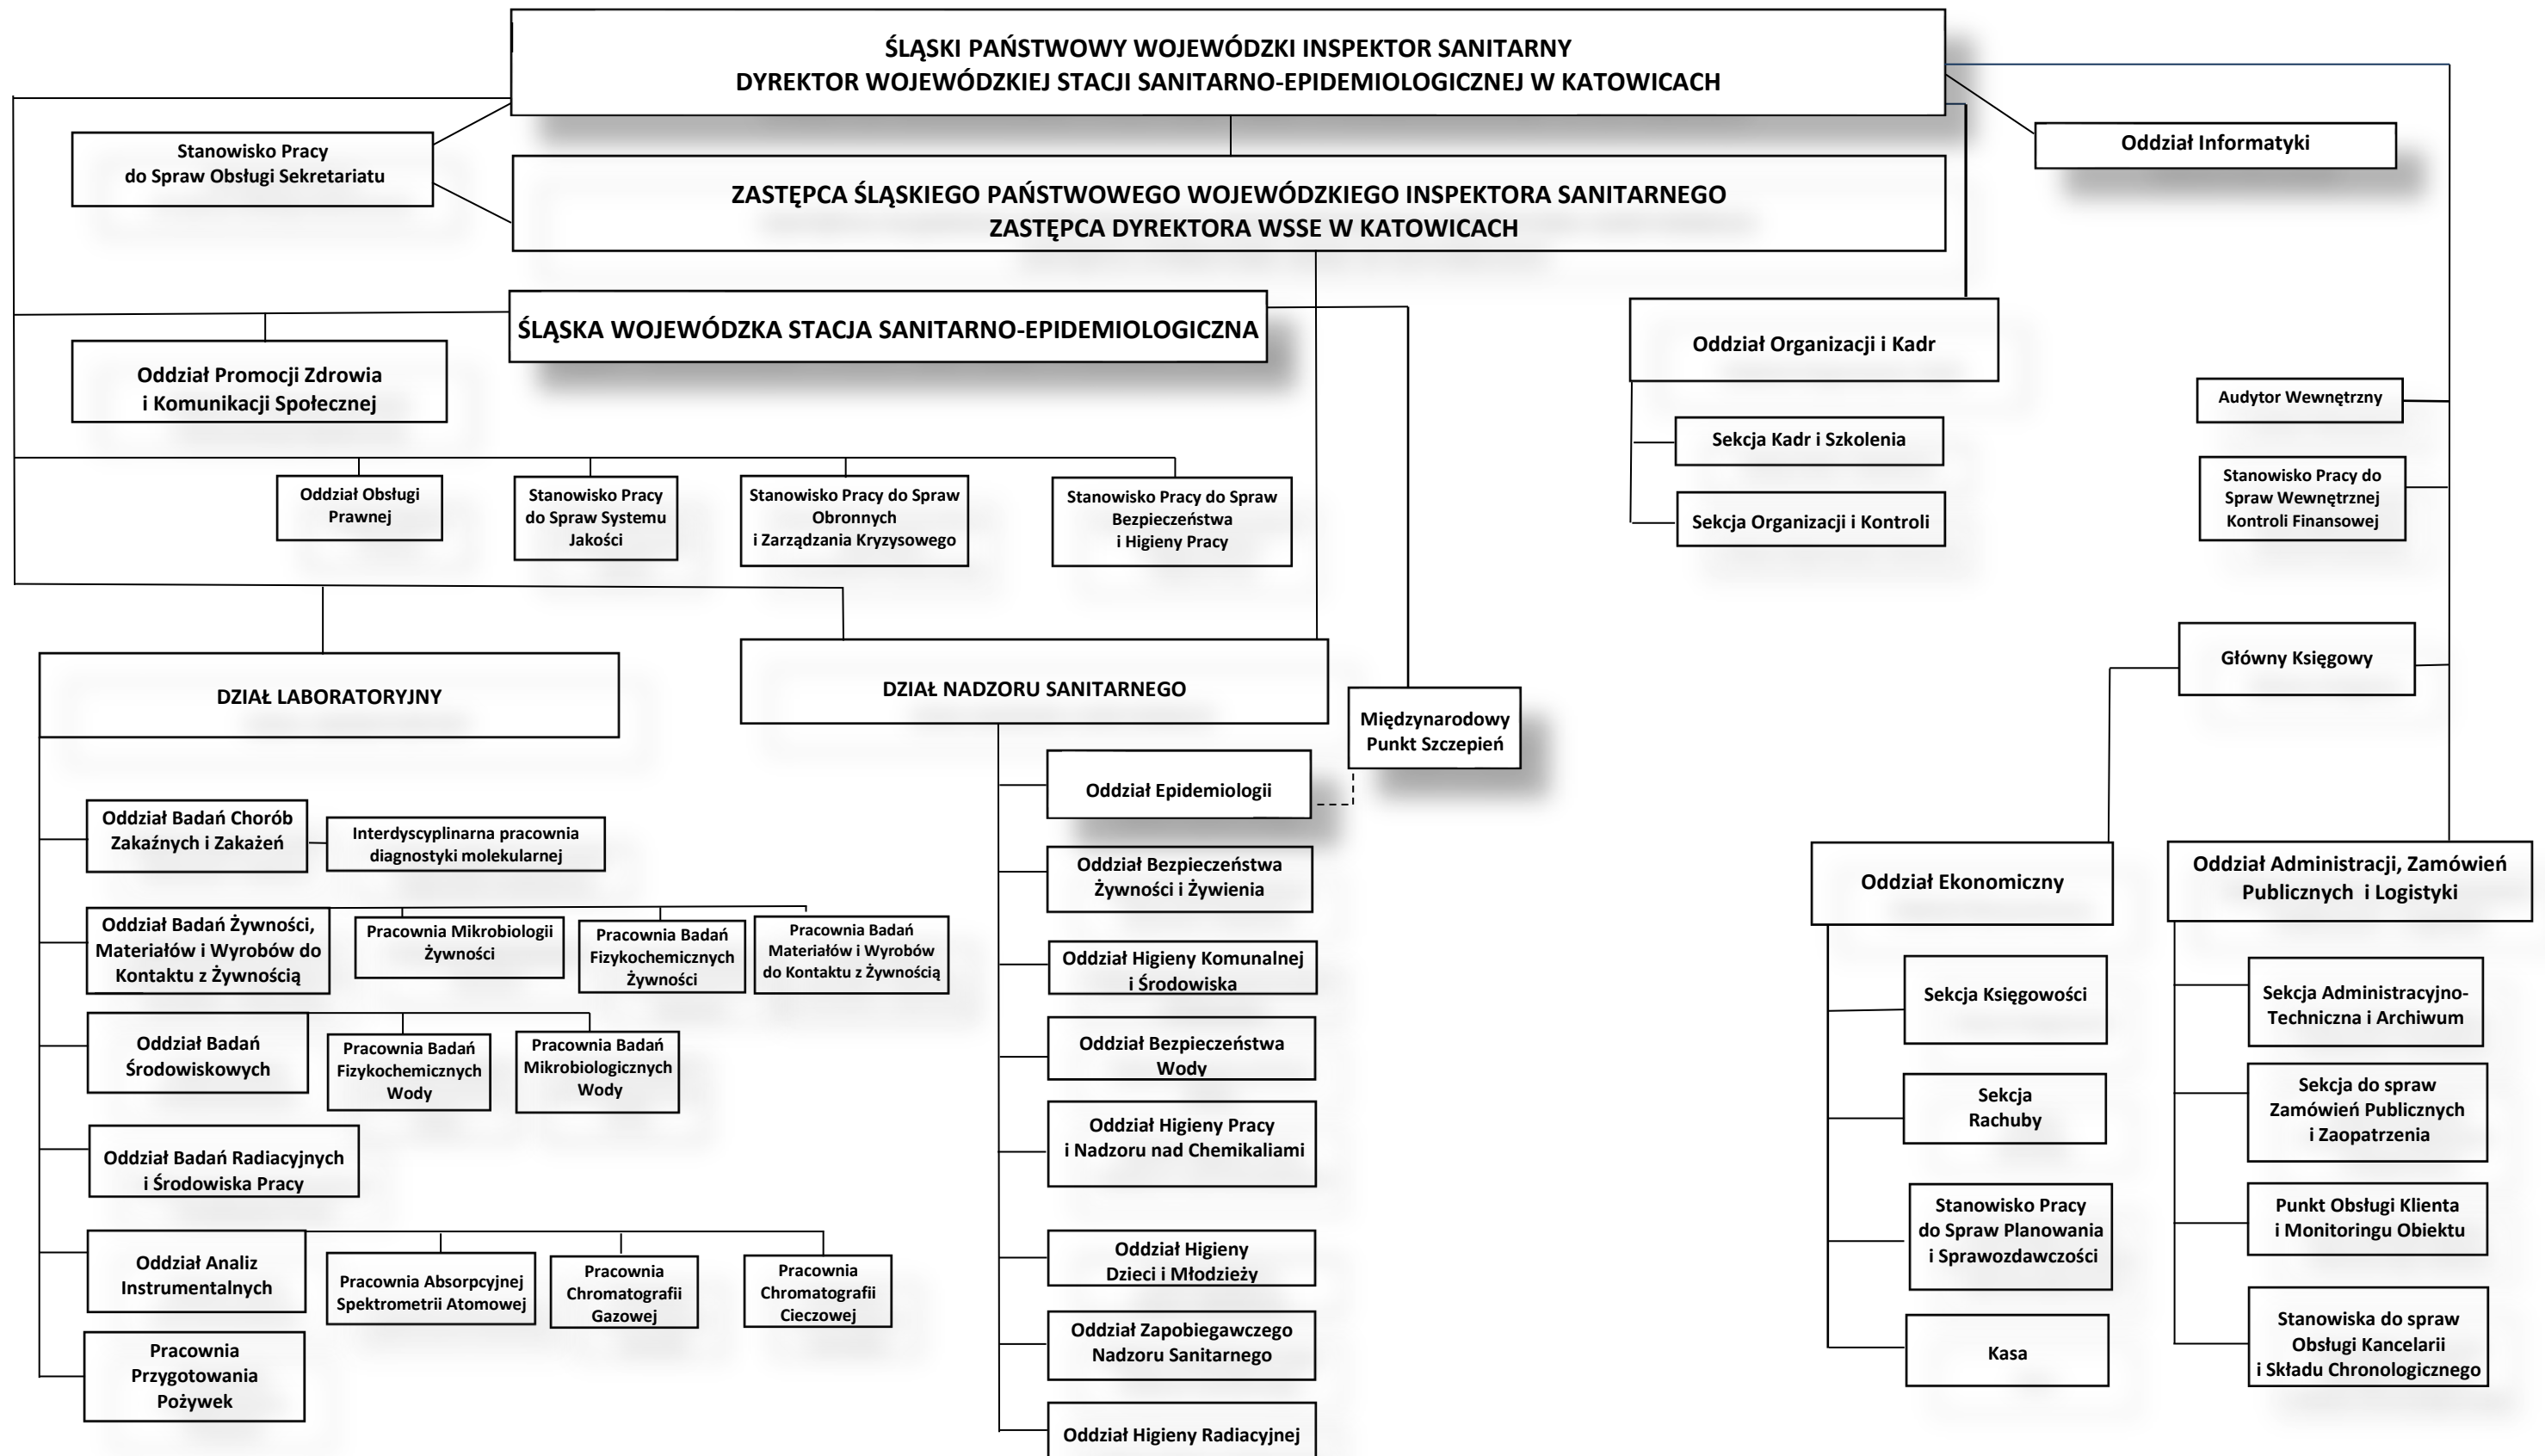 ŚLĄSKI PAŃSTWOWY WOJEWÓDZKI INSPEKTOR SANITARNY
DYREKTOR WOJEWÓDZKIEJ STACJI SANITARNO-EPIDEMIOLOGICZNEJ W KATOWICACH
Stanowisko Pracy
do Spraw Obsługi Sekretariatu
Oddział Informatyki
ZASTĘPCA ŚLĄSKIEGO PAŃSTWOWEGO WOJEWÓDZKIEGO INSPEKTORA SANITARNEGO
ZASTĘPCA DYREKTORA WSSE W KATOWICACH
ŚLĄSKA WOJEWÓDZKA STACJA SANITARNO-EPIDEMIOLOGICZNA
Oddział Promocji Zdrowia
i Komunikacji Społecznej
Oddział Organizacji i Kadr
Sekcja Kadr i Szkolenia
Sekcja Organizacji i Kontroli
Audytor Wewnętrzny
Stanowisko Pracy do
Spraw Wewnętrznej
Kontroli Finansowej
Oddział Obsługi
Prawnej
Stanowisko Pracy
do Spraw Systemu
Jakości
Stanowisko Pracy do Spraw
Obronnych
i Zarządzania Kryzysowego
Stanowisko Pracy do Spraw
Bezpieczeństwa
i Higieny Pracy
Główny Księgowy
DZIAŁ LABORATORYJNY
Oddział Badań Chorób
Zakaźnych i Zakażeń
Interdyscyplinarna pracownia
diagnostyki molekularnej
Oddział Badań Żywności,
Materiałów i Wyrobów do
Kontaktu z Żywnością
Pracownia Mikrobiologii
Żywności
Pracownia Badań
Fizykochemicznych
Żywności
Pracownia Badań
Materiałów i Wyrobów
do Kontaktu z Żywnością
Oddział Badań
Środowiskowych
Pracownia Badań
Fizykochemicznych
Wody
Pracownia Badań
Mikrobiologicznych
Wody
Oddział Badań Radiacyjnych
i Środowiska Pracy
Oddział Analiz
Instrumentalnych
Pracownia Absorpcyjnej
Spektrometrii Atomowej
Pracownia
Chromatografii
Gazowej
Pracownia
Chromatografii
Cieczowej
Pracownia
Przygotowania
Pożywek
DZIAŁ NADZORU SANITARNEGO
Międzynarodowy
Punkt Szczepień
Oddział Epidemiologii
Oddział Bezpieczeństwa
Żywności i Żywienia
Oddział Higieny Komunalnej
i Środowiska
Oddział Bezpieczeństwa
Wody
Oddział Higieny Pracy
i Nadzoru nad Chemikaliami
Oddział Higieny
Dzieci i Młodzieży
Oddział Zapobiegawczego
Nadzoru Sanitarnego
Oddział Higieny Radiacyjnej
Oddział Ekonomiczny
Sekcja Księgowości
Sekcja
Rachuby
Stanowisko Pracy
do Spraw Planowania
i Sprawozdawczości
Kasa
Oddział Administracji, Zamówień
Publicznych i Logistyki
Sekcja Administracyjno-
Techniczna i Archiwum
Sekcja do spraw
Zamówień Publicznych
i Zaopatrzenia
Punkt Obsługi Klienta
i Monitoringu Obiektu
Stanowiska do spraw
Obsługi Kancelarii
i Składu Chronologicznego